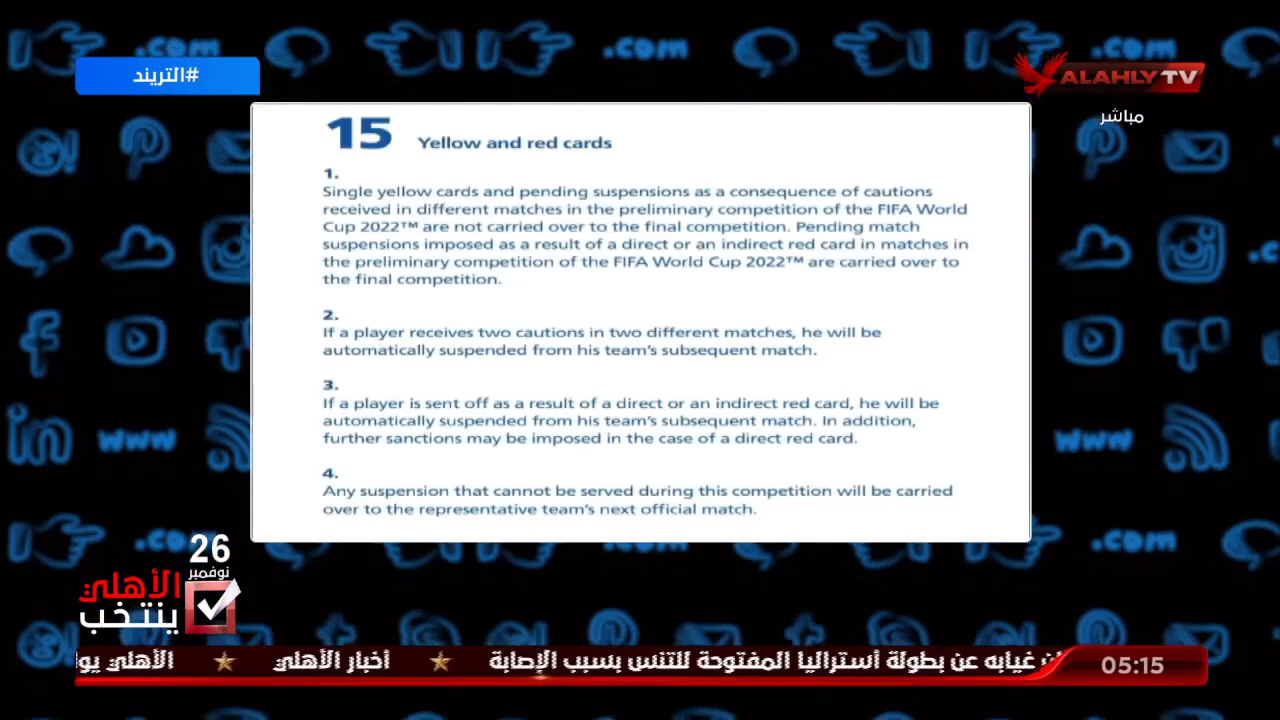 #التريند
ALAHLY TV
مباشر
15 Yellow and red cards
1.
Single yellow cards and pending suspensions as a consequence of cautions
received in different matches in the preliminary competition of the FIFA World
Cup 2022™ are not carried over to the final competition. Pending match
suspensions imposed as a result of a direct or an indirect red card in matches in
the preliminary competition of the FIFA World Cup 2022™ are carried over to
the final competition.
2.
If a player receives two cautions in two different matches, he will be
automatically suspended from his team's subsequent match.
3.
If a player is sent off as a result of a direct or an indirect red card, he will be
automatically suspended from his team's subsequent match. In addition,
further sanctions may be imposed in the case of a direct red card.
4.
Any suspension that cannot be served during this competition will be carried
over to the representative team's next official match.
26
نوفمبر
الأهلي
ينتخب
غيابه عن بطولة أستراليا المفتوحة للتنس بسبب الإصابة ★ أخبار الأهلي ★ الأهلي
05:15